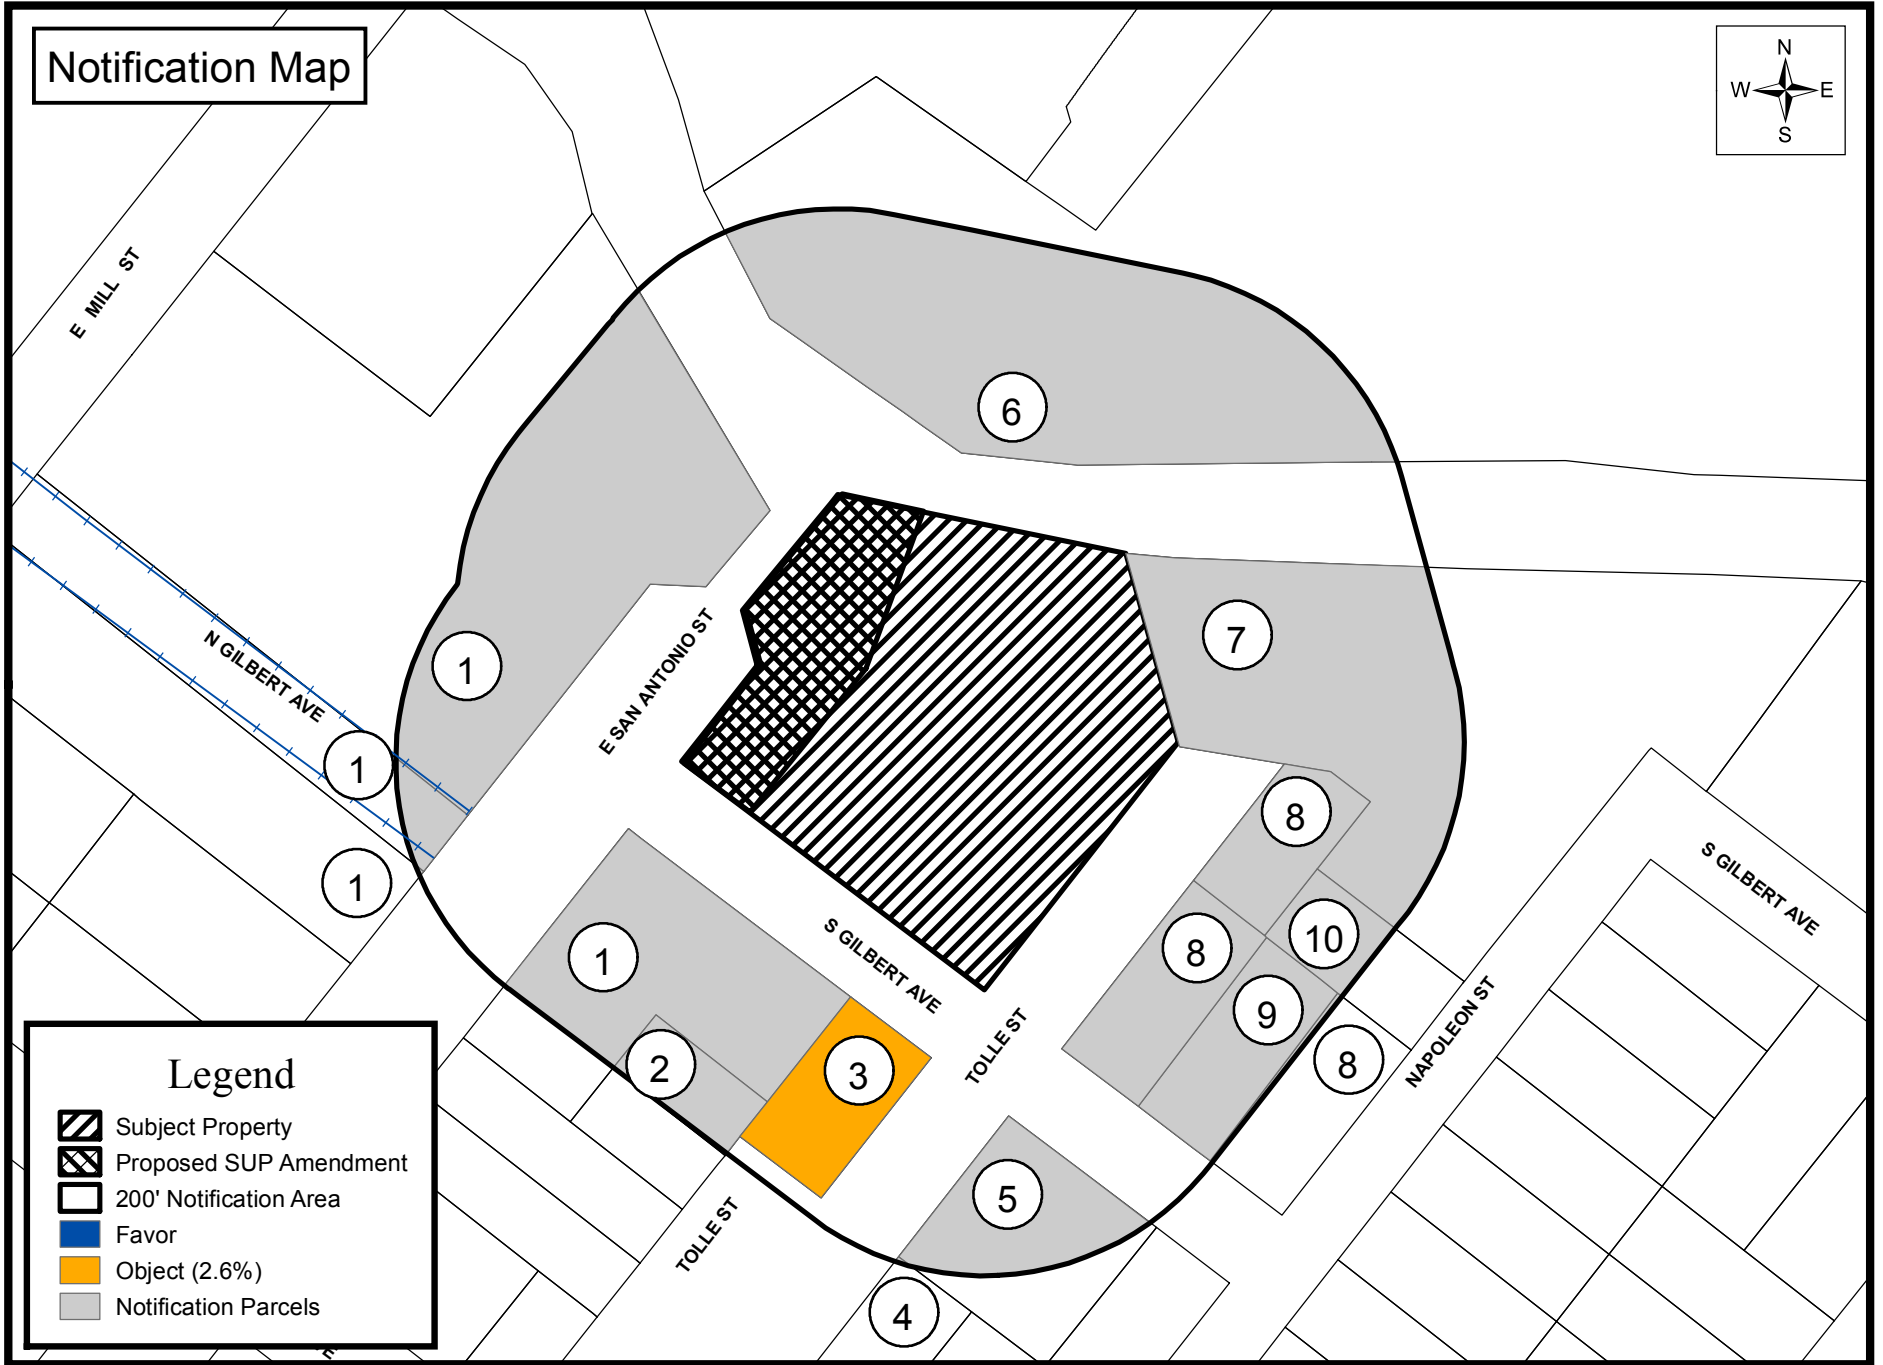 Notification Map
N
W E
S
E MILL ST
6
N GILBERT AVE
E SAN ANTONIO ST
7
1
1
8
1
S GILBERT AVE
10
8
1
S GILBERT AVE
9
NAPOLEON ST
TOLLE ST
8
2
3
5
TOLLE ST
4
Legend
Subject Property
Proposed SUP Amendment
200' Notification Area
Favor
Object (2.6%)
Notification Parcels